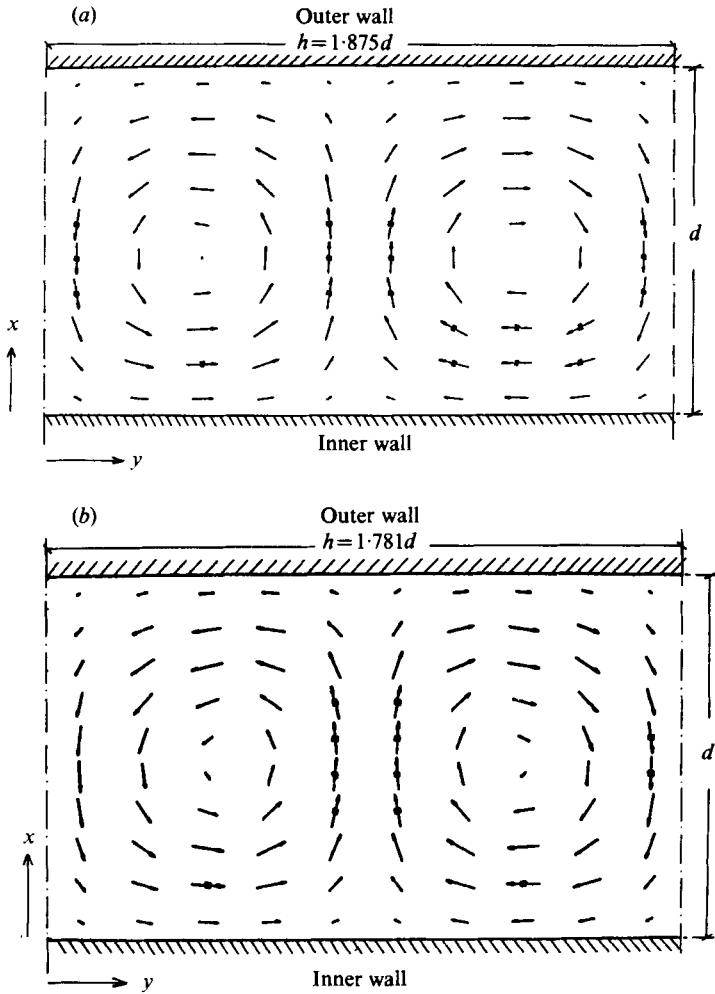 (a)
Outer wall
h=1·875d
d
x
Inner wall
y
(b)
Outer wall
h=1·781d
d
x
y
Inner wall